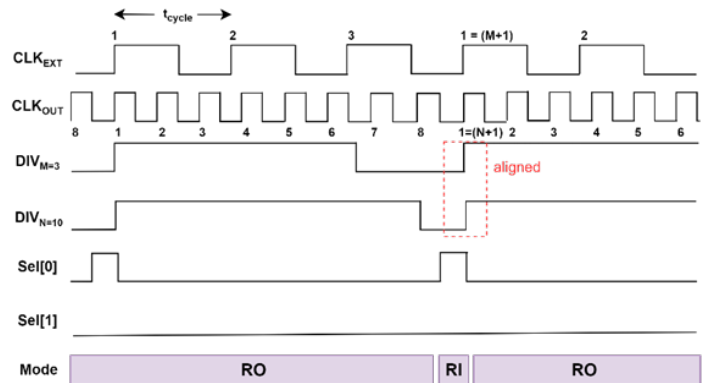 t_cycle
1 2 3 1 = (M+1) 2
CLK_EXT
CLK_OUT
8 1 2 3 4 5 6 7 8 1=(N+1) 2 3 4 5 6
DIV_M=3
aligned
DIV_N=10
Sel[0]
Sel[1]
Mode RO RI RO